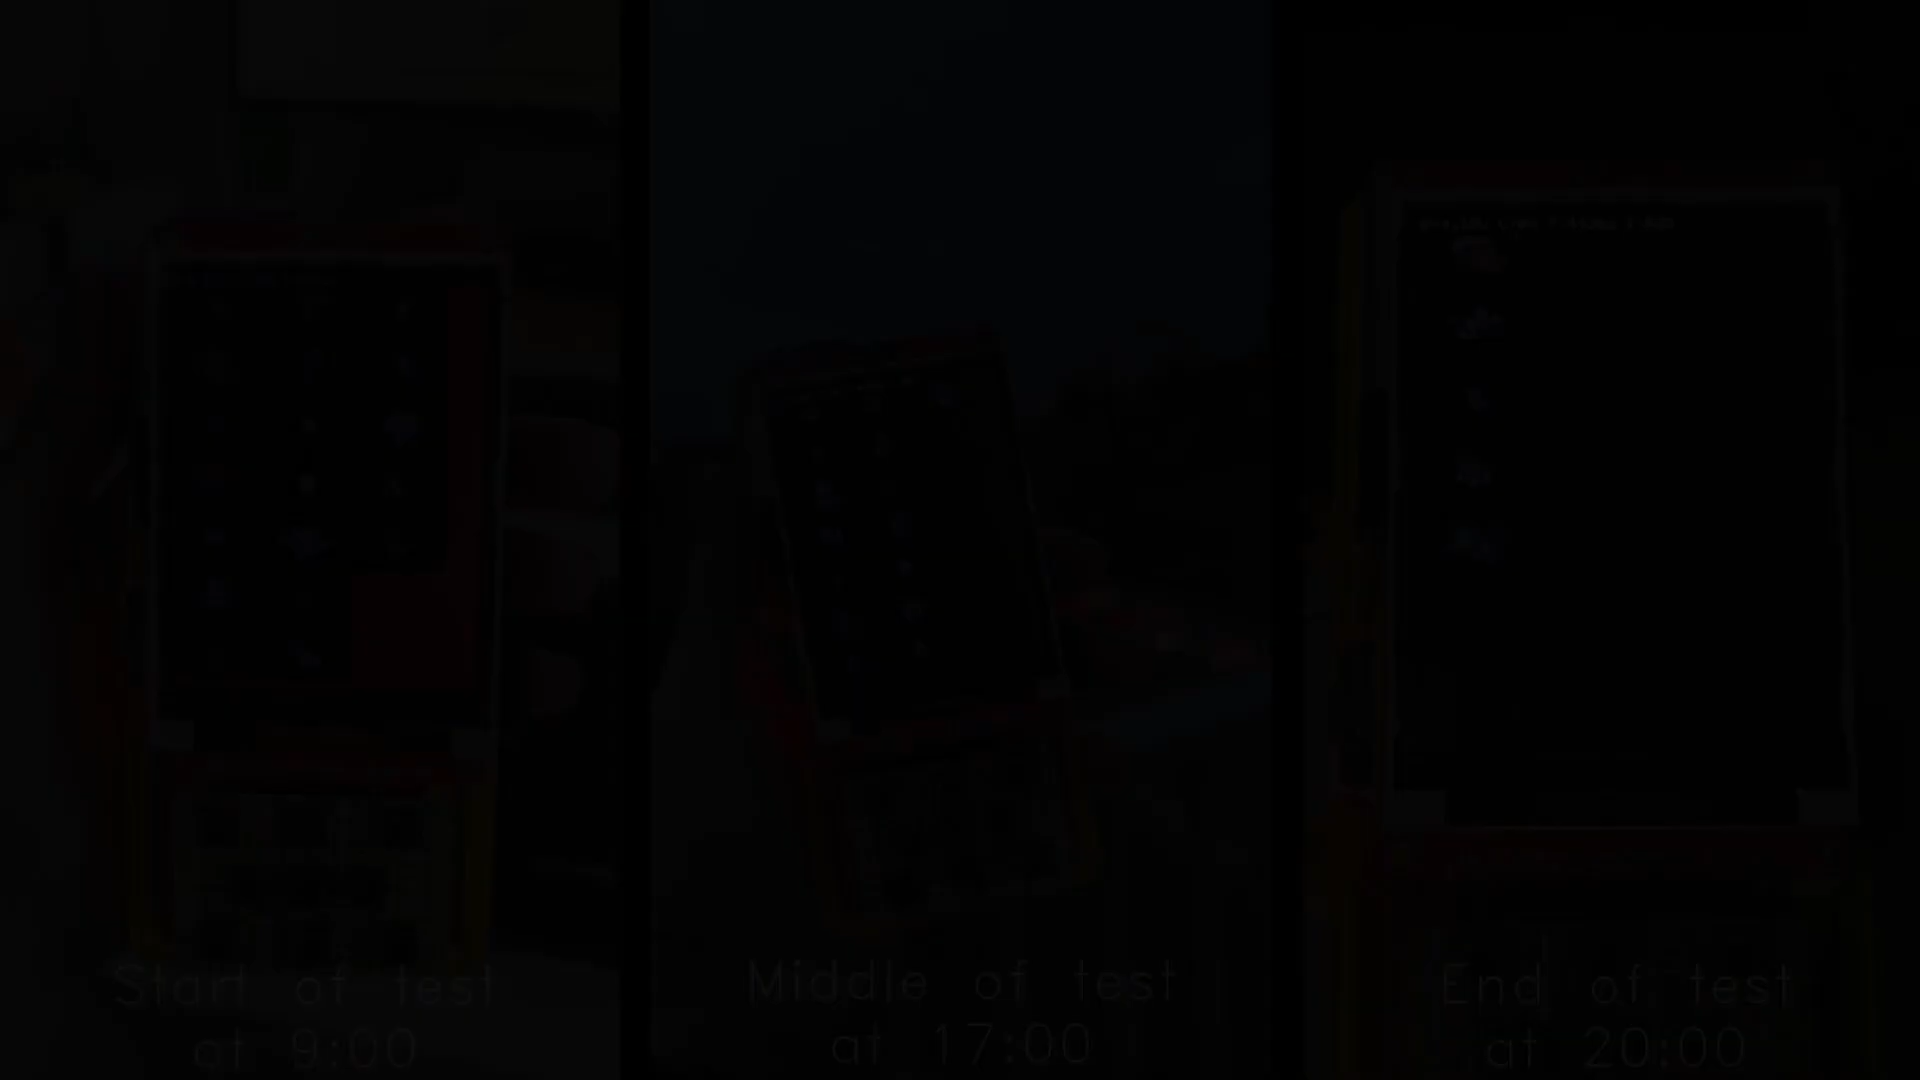 Start of test
at 9:00
Middle of test
at 17:00
End of test
at 20:00